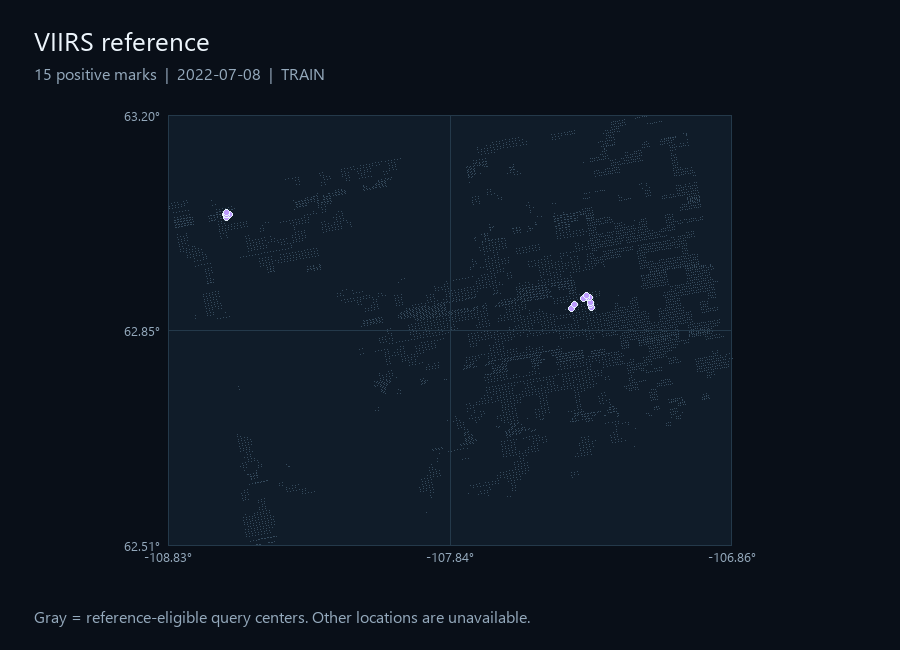 VIIRS reference
15 positive marks | 2022-07-08 | TRAIN
63.20°
62.85°
62.51°
-108.83°
-107.84°
-106.86°
Gray = reference-eligible query centers. Other locations are unavailable.